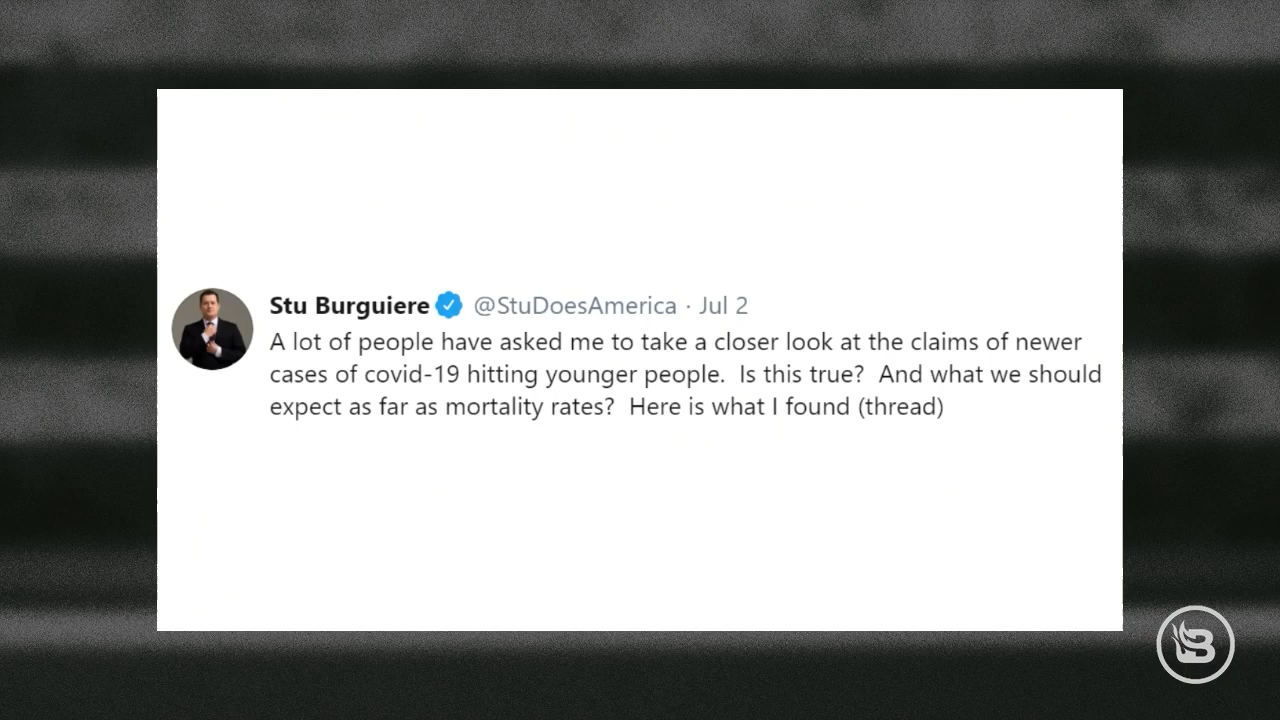 Stu Burguiere @StuDoesAmerica · Jul 2
A lot of people have asked me to take a closer look at the claims of newer
cases of covid-19 hitting younger people.  Is this true?  And what we should
expect as far as mortality rates?  Here is what I found (thread)
B